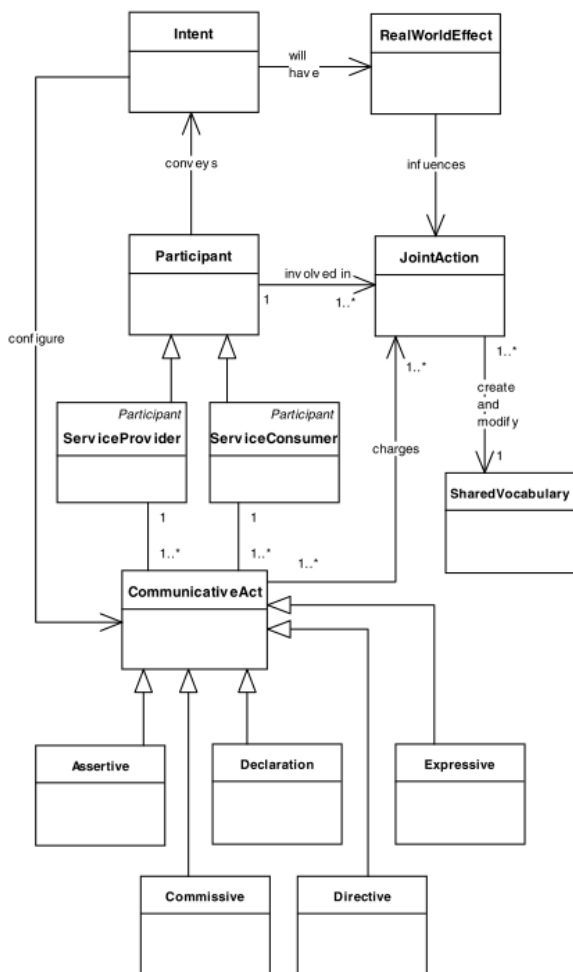 Intent
RealWorldEffect
will
have
conveys
influences
Participant
JointAction
involved in
1
1..*
configure
1..*
1..*
Participant
ServiceProvider
Participant
ServiceConsumer
create
and
modify
charges
1
SharedVocabulary
1
1
1..*
1..*
1..*
CommunicativeAct
Assertive
Declaration
Expressive
Commissive
Directive